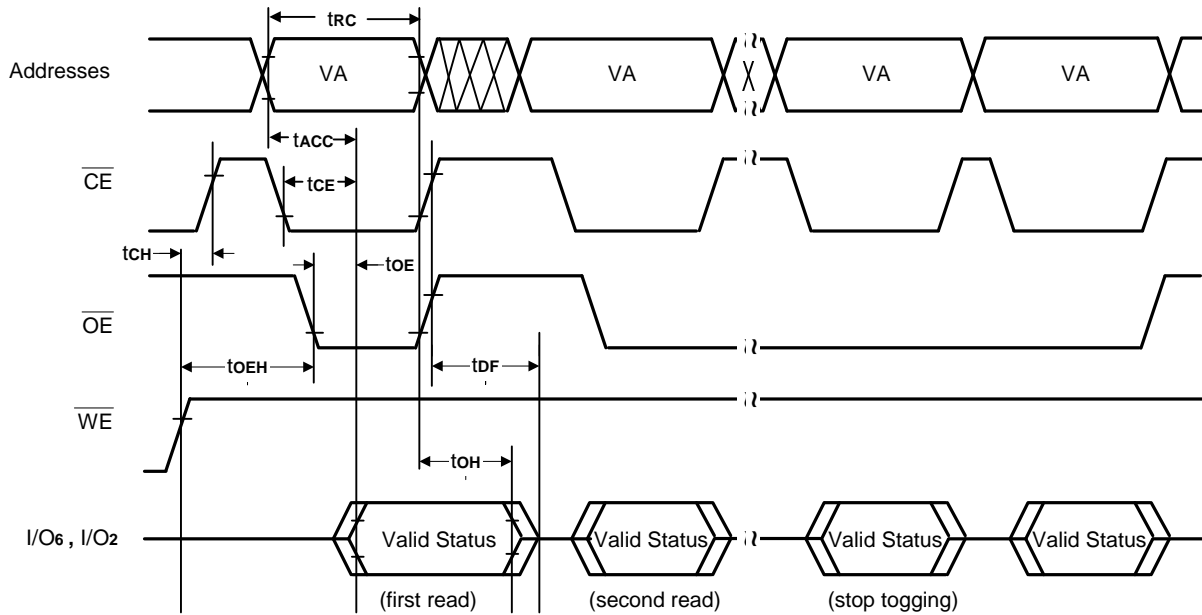 tRC
Addresses VA VA VA VA
tACC
CE tCE
tCH tOE
OE
tOEH tDF
WE
tOH
I/O6 , I/O2 Valid Status Valid Status Valid Status Valid Status
(first read) (second read) (stop togging)